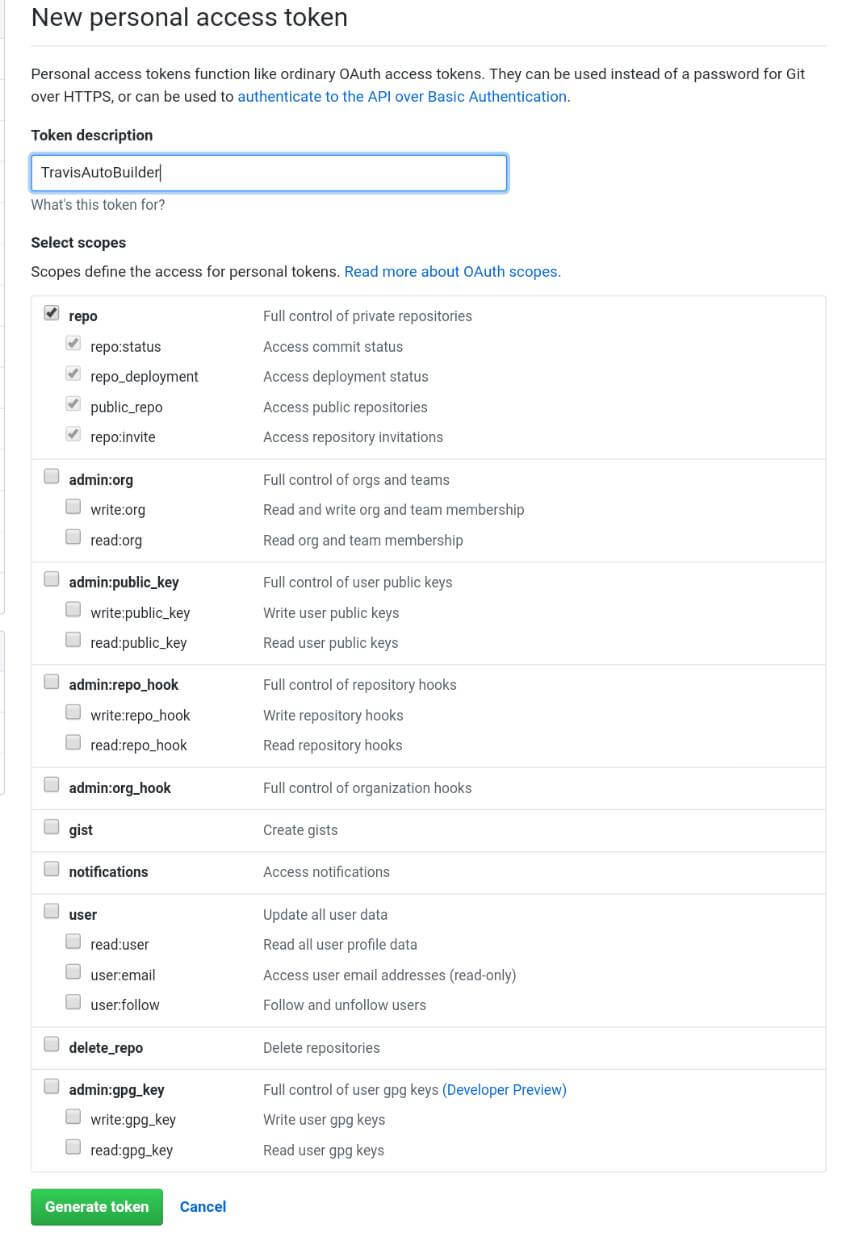 New personal access token
Personal access tokens function like ordinary OAuth access tokens. They can be used instead of a password for Git
over HTTPS, or can be used to authenticate to the API over Basic Authentication.
Token description
TravisAutoBuilder
What's this token for?
Select scopes
Scopes define the access for personal tokens. Read more about OAuth scopes.
repo Full control of private repositories
repo:status Access commit status
repo_deployment Access deployment status
public_repo Access public repositories
repo:invite Access repository invitations
admin:org Full control of orgs and teams
write:org Read and write org and team membership
read:org Read org and team membership
admin:public_key Full control of user public keys
write:public_key Write user public keys
read:public_key Read user public keys
admin:repo_hook Full control of repository hooks
write:repo_hook Write repository hooks
read:repo_hook Read repository hooks
admin:org_hook Full control of organization hooks
gist Create gists
notifications Access notifications
user Update all user data
read:user Read all user profile data
user:email Access user email addresses (read-only)
user:follow Follow and unfollow users
delete_repo Delete repositories
admin:gpg_key Full control of user gpg keys (Developer Preview)
write:gpg_key Write user gpg keys
read:gpg_key Read user gpg keys
Generate token Cancel